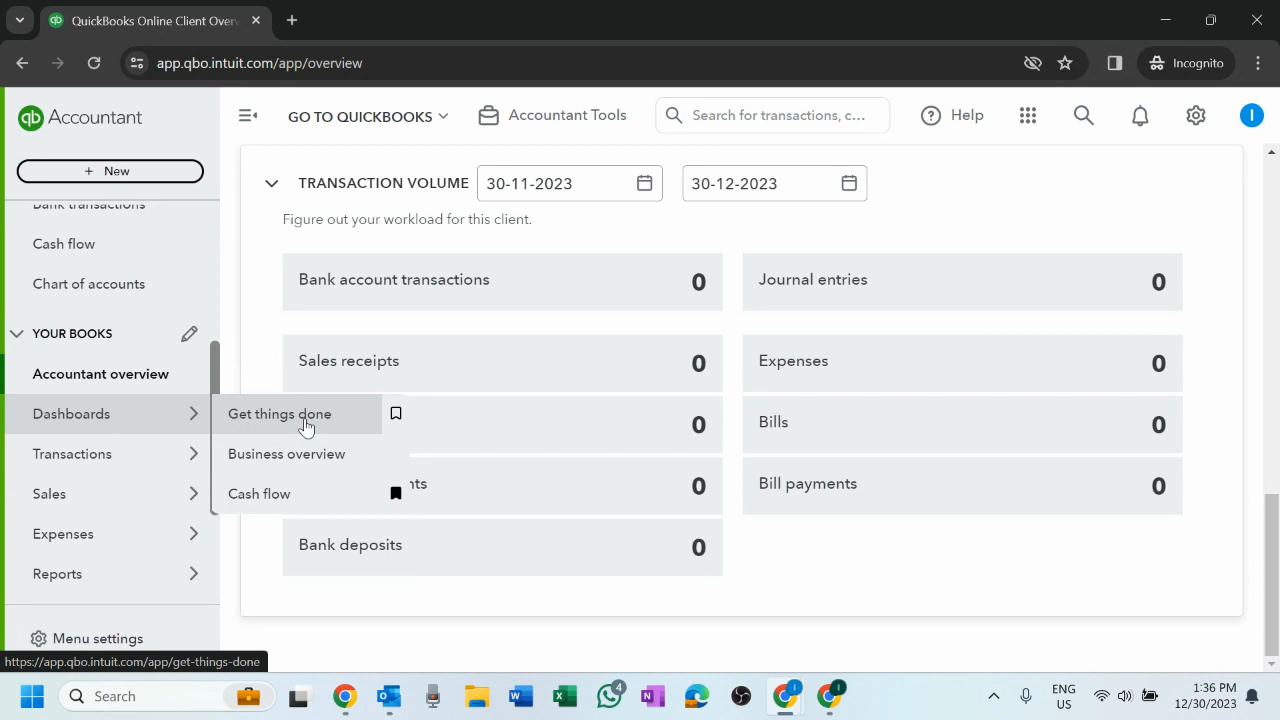 QuickBooks Online Client Over
app.qbo.intuit.com/app/overview
Incognito
qb Accountant
GO TO QUICKBOOKS
Accountant Tools
Search for transactions, c...
Help
I
+ New
Bank transactions
Cash flow
Chart of accounts
YOUR BOOKS
Accountant overview
Dashboards
Transactions
Sales
Expenses
Reports
Menu settings
Get things done
Business overview
Cash flow
TRANSACTION VOLUME
30-11-2023
30-12-2023
Figure out your workload for this client.
Bank account transactions 0
Journal entries 0
Sales receipts 0
Expenses 0
0
Bills 0
nts 0
Bill payments 0
Bank deposits 0
https://app.qbo.intuit.com/app/get-things-done
Search
4
I
I
ENG
US
1:36 PM
12/30/2023